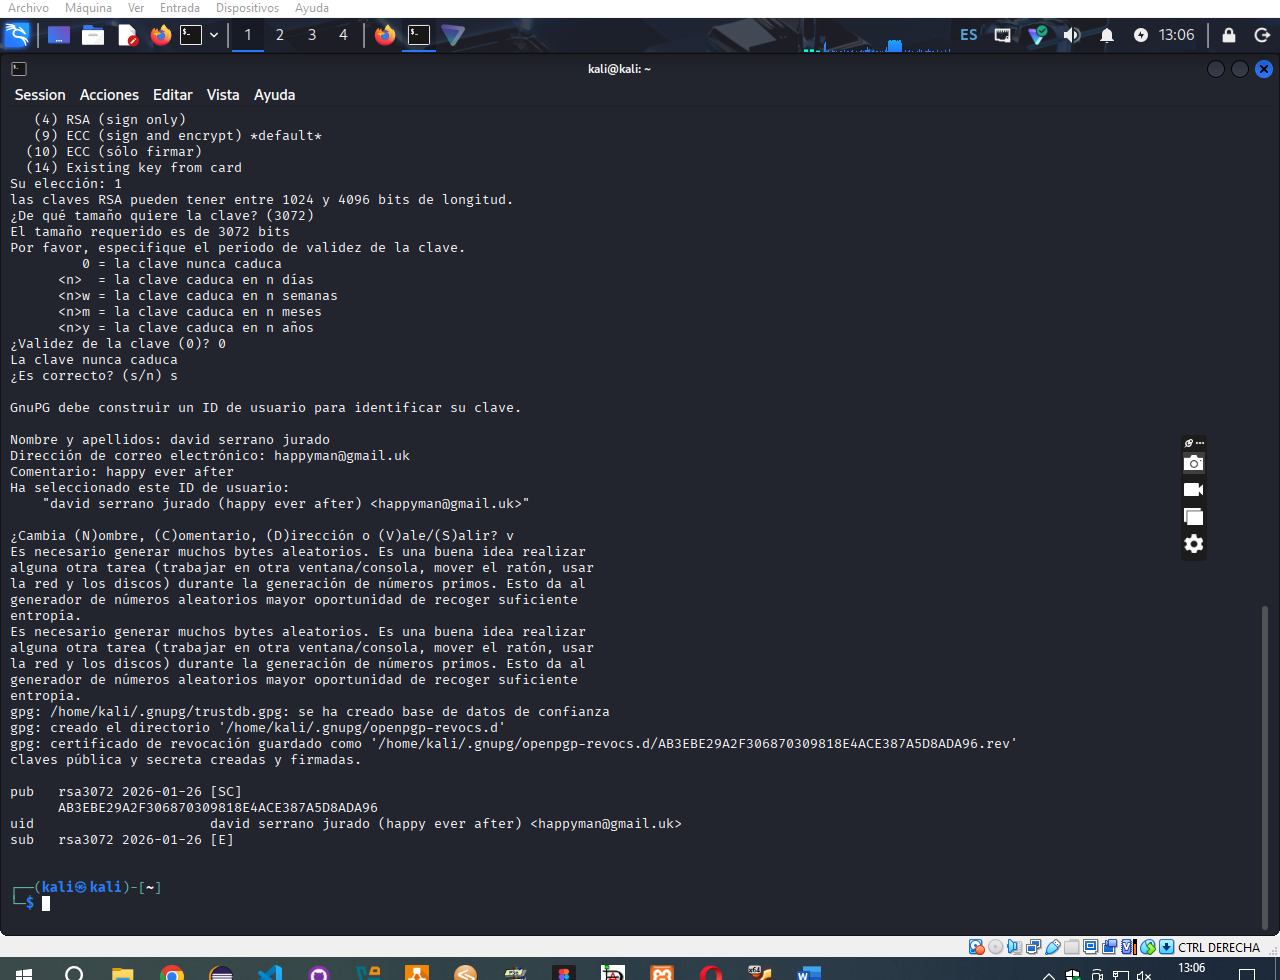 Archivo Máquina Ver Entrada Dispositivos Ayuda
1 2 3 4 ES 13:06
kali@kali: ~
Session Acciones Editar Vista Ayuda
(4) RSA (sign only)
(9) ECC (sign and encrypt) *default*
(10) ECC (sólo firmar)
(14) Existing key from card
Su elección: 1
las claves RSA pueden tener entre 1024 y 4096 bits de longitud.
¿De qué tamaño quiere la clave? (3072)
El tamaño requerido es de 3072 bits
Por favor, especifique el período de validez de la clave.
0 = la clave nunca caduca
<n>  = la clave caduca en n días
<n>w = la clave caduca en n semanas
<n>m = la clave caduca en n meses
<n>y = la clave caduca en n años
¿Validez de la clave (0)? 0
La clave nunca caduca
¿Es correcto? (s/n) s
GnuPG debe construir un ID de usuario para identificar su clave.
Nombre y apellidos: david serrano jurado
Dirección de correo electrónico: happyman@gmail.uk
Comentario: happy ever after
Ha seleccionado este ID de usuario:
"david serrano jurado (happy ever after) <happyman@gmail.uk>"
¿Cambia (N)ombre, (C)omentario, (D)irección o (V)ale/(S)alir? v
Es necesario generar muchos bytes aleatorios. Es una buena idea realizar
alguna otra tarea (trabajar en otra ventana/consola, mover el ratón, usar
la red y los discos) durante la generación de números primos. Esto da al
generador de números aleatorios mayor oportunidad de recoger suficiente
entropía.
Es necesario generar muchos bytes aleatorios. Es una buena idea realizar
alguna otra tarea (trabajar en otra ventana/consola, mover el ratón, usar
la red y los discos) durante la generación de números primos. Esto da al
generador de números aleatorios mayor oportunidad de recoger suficiente
entropía.
gpg: /home/kali/.gnupg/trustdb.gpg: se ha creado base de datos de confianza
gpg: creado el directorio '/home/kali/.gnupg/openpgp-revocs.d'
gpg: certificado de revocación guardado como '/home/kali/.gnupg/openpgp-revocs.d/AB3EBE29A2F306870309818E4ACE387A5D8ADA96.rev'
claves pública y secreta creadas y firmadas.
pub   rsa3072 2026-01-26 [SC]
AB3EBE29A2F306870309818E4ACE387A5D8ADA96
uid                      david serrano jurado (happy ever after) <happyman@gmail.uk>
sub   rsa3072 2026-01-26 [E]
(kali㉿kali)-[~]
$
CTRL DERECHA
13:06